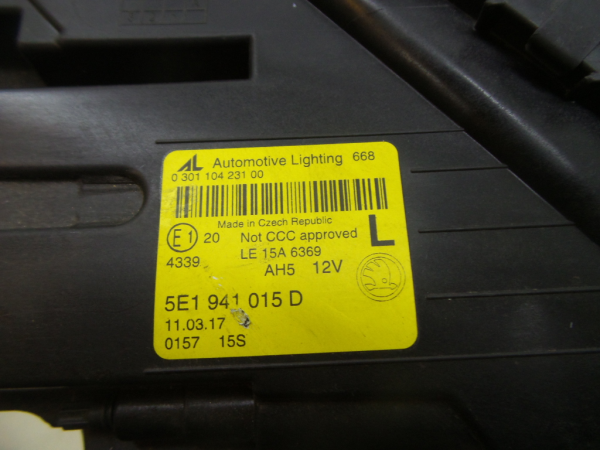 AL Automotive Lighting 668
0 301 104 231 00
Made in Czech Republic
E1 20 Not CCC approved L
4339 LE 15A 6369
AH5 12V
5E1 941 015 D
11.03.17
0157 15S